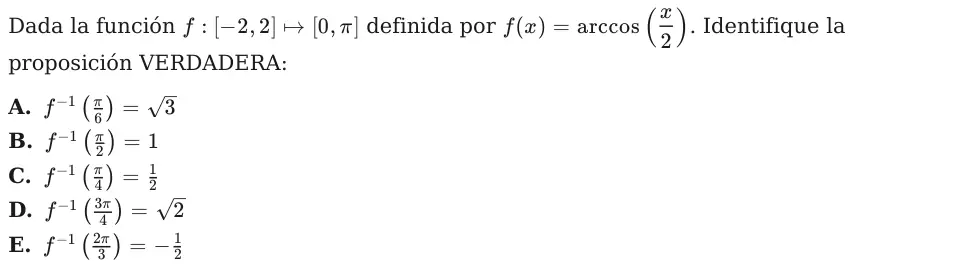 Dada la función f : [−2, 2] ↦ [0, π] definida por f(x) = arccos (x/2). Identifique la
proposición VERDADERA:
A. f⁻¹ (π/6) = √3
B. f⁻¹ (π/2) = 1
C. f⁻¹ (π/4) = 1/2
D. f⁻¹ (3π/4) = √2
E. f⁻¹ (2π/3) = −1/2